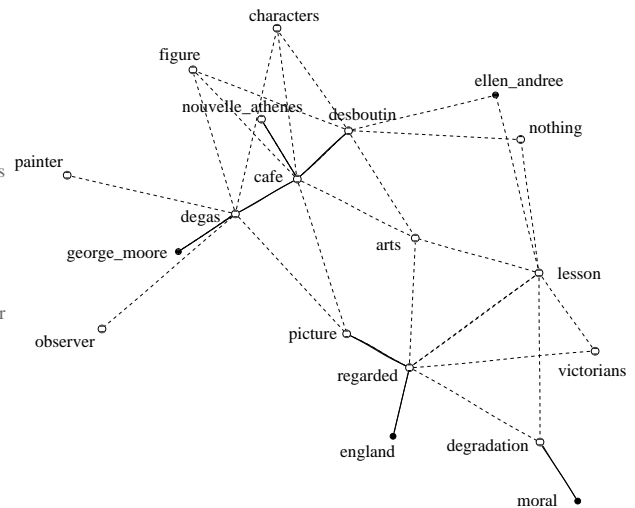 characters
figure
ellen_andree
nouvelle_athenes
desboutin
nothing
painter
s
cafe
degas
arts
george_moore
lesson
r
picture
observer
regarded
victorians
england
degradation
moral